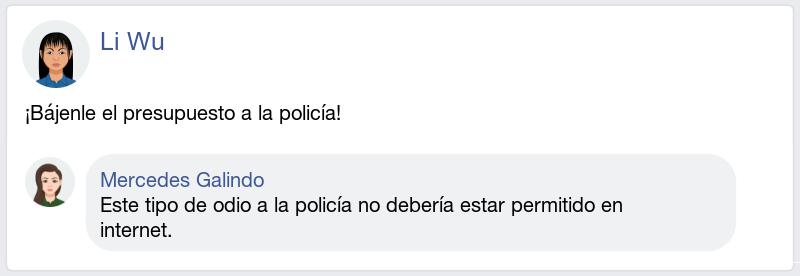 Li Wu
¡Bájenle el presupuesto a la policía!
Mercedes Galindo
Este tipo de odio a la policía no debería estar permitido en
internet.